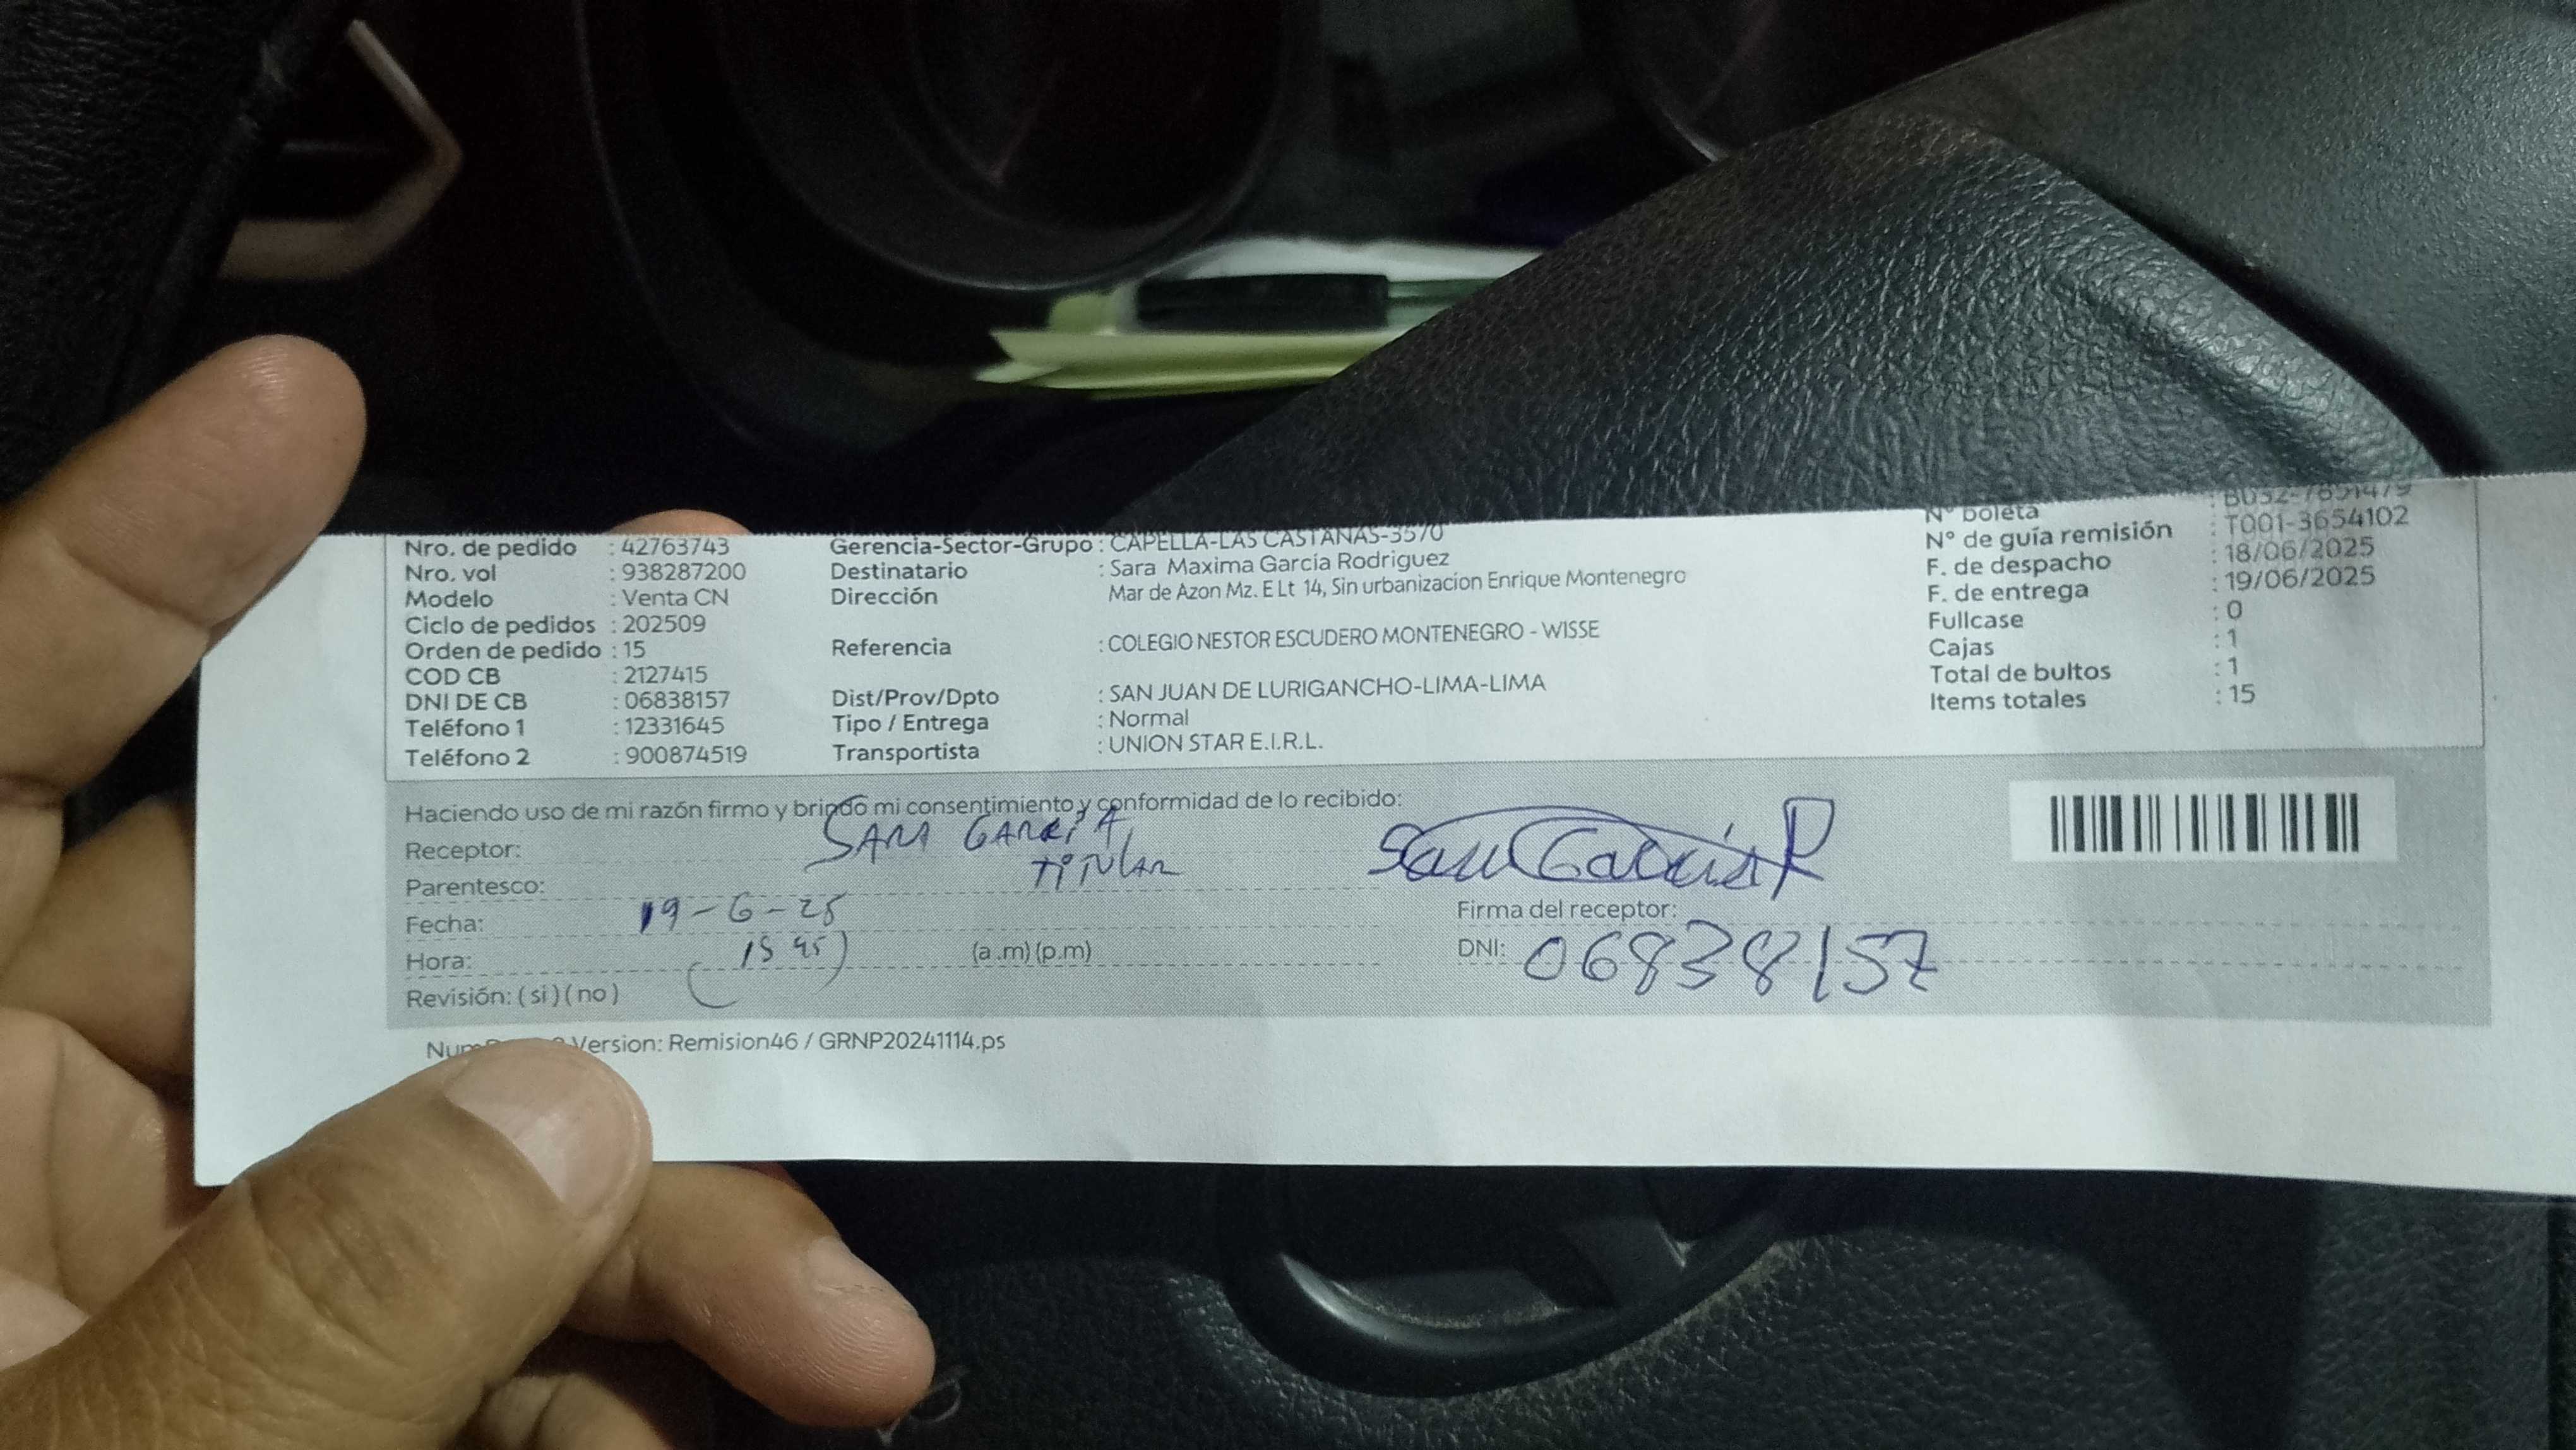 Nro. de pedido : 42763743
Nro. vol : 938287200
Modelo : Venta CN
Ciclo de pedidos : 202509
Orden de pedido : 15
COD CB : 2127415
DNI DE CB : 06838157
Teléfono 1 : 12331645
Teléfono 2 : 900874519
Gerencia-Sector-Grupo : CAPELLA-LAS CASTAÑAS-3570
Destinatario : Sara Maxima García Rodriguez
Dirección Mar de Azon Mz. E Lt 14, Sin urbanizacion Enrique Montenegro
Referencia : COLEGIO NESTOR ESCUDERO MONTENEGRO - WISSE
Dist/Prov/Dpto : SAN JUAN DE LURIGANCHO-LIMA-LIMA
Tipo / Entrega : Normal
Transportista : UNION STAR E.I.R.L.
N° boleta : B032-7651479
N° de guía remisión : T001-3654102
F. de despacho : 18/06/2025
F. de entrega : 19/06/2025
Fullcase : 0
Cajas : 1
Total de bultos : 1
Items totales : 15
Haciendo uso de mi razón firmo y brindo mi consentimiento y conformidad de lo recibido:
Receptor: SARA GARCÍA
Parentesco: TITULAR
Fecha: 19-6-25
Hora: (15 45) (a.m) (p.m)
Revisión: (si) (no)
Sara García R
Firma del receptor:
DNI: 06838157
Version: Remision46 / GRNP20241114.ps